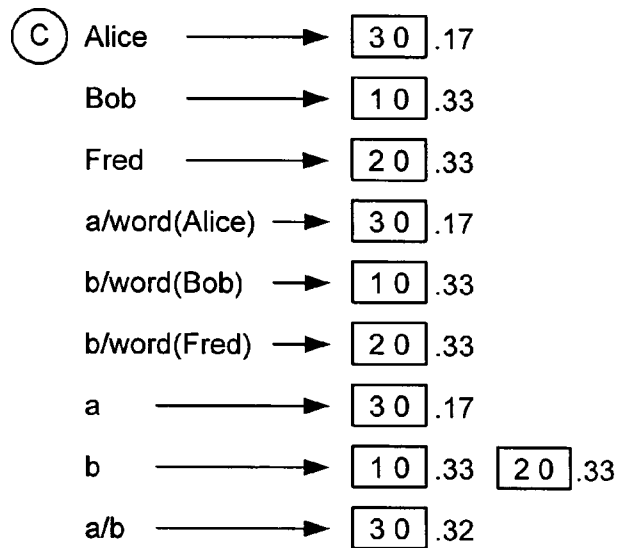 C Alice 30 .17
Bob 10 .33
Fred 20 .33
a/word(Alice) 30 .17
b/word(Bob) 10 .33
b/word(Fred) 20 .33
a 30 .17
b 10 .33 20 .33
a/b 30 .32